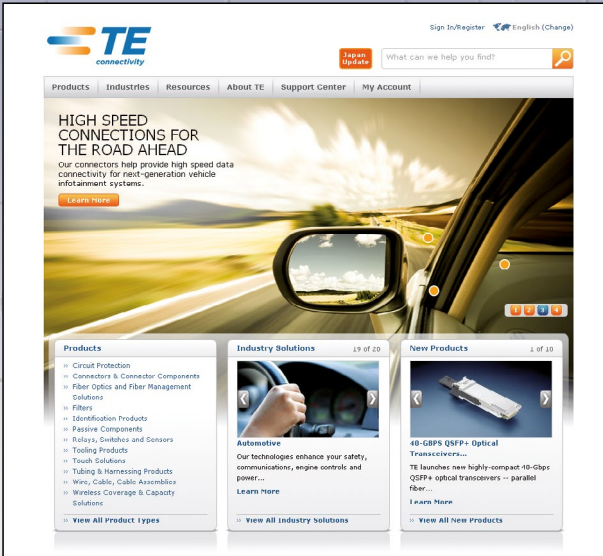 TE
connectivity
Sign In/Register English (Change)
Japan
Update
What can we help you find?
Products Industries Resources About TE Support Center My Account
HIGH SPEED
CONNECTIONS FOR
THE ROAD AHEAD
Our connectors help provide high speed data
connectivity for next-generation vehicle
infotainment systems.
Learn More
1 2 3 4
Products
» Circuit Protection
» Connectors & Connector Components
» Fiber Optics and Fiber Management
Solutions
» Filters
» Identification Products
» Passive Components
» Relays, Switches and Sensors
» Tooling Products
» Touch Solutions
» Tubing & Harnessing Products
» Wire, Cable, Cable Assemblies
» Wireless Coverage & Capacity
Solutions
» View All Product Types
Industry Solutions 19 of 20
Automotive
Our technologies enhance your safety,
communications, engine controls and
power...
Learn More
» View All Industry Solutions
New Products 1 of 10
40-GBPS QSFP+ Optical
Transceivers...
TE launches new highly-compact 40-Gbps
QSFP+ optical transceivers -- parallel
fiber...
Learn More
» View All New Products